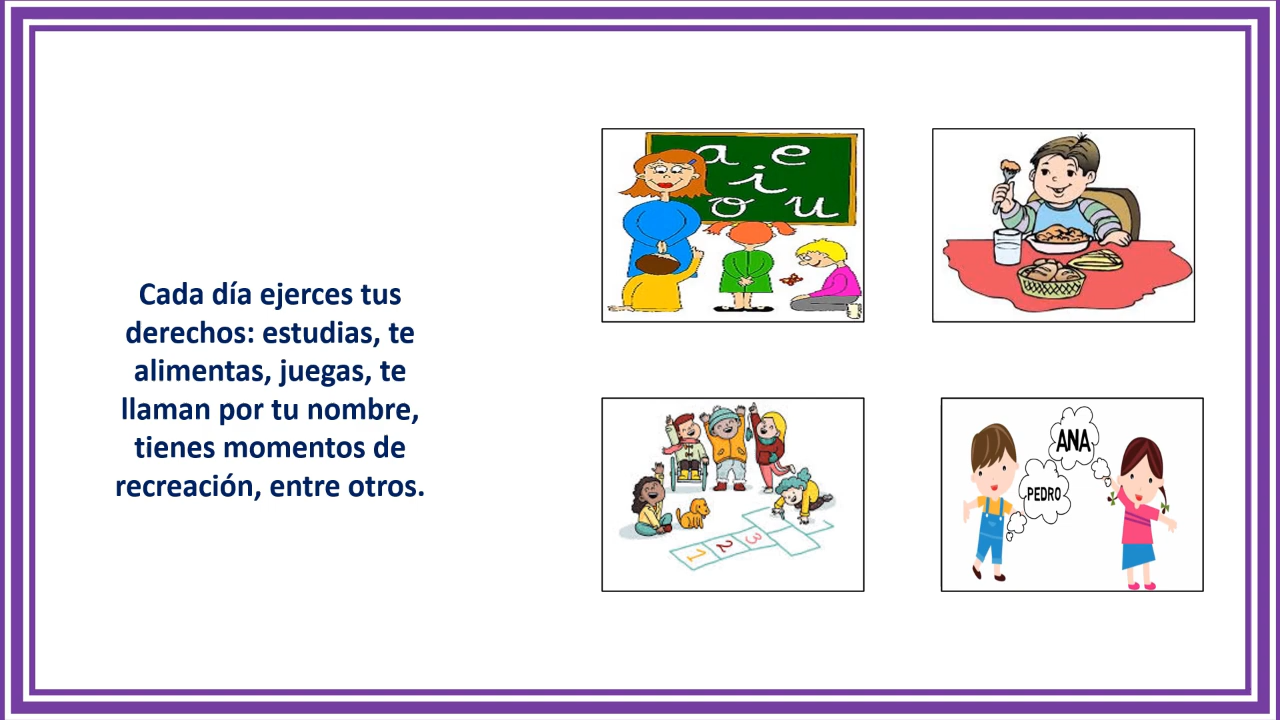 Cada día ejerces tus
derechos: estudias, te
alimentas, juegas, te
llaman por tu nombre,
tienes momentos de
recreación, entre otros.
a e
i
o u
1 2 3
ANA
PEDRO